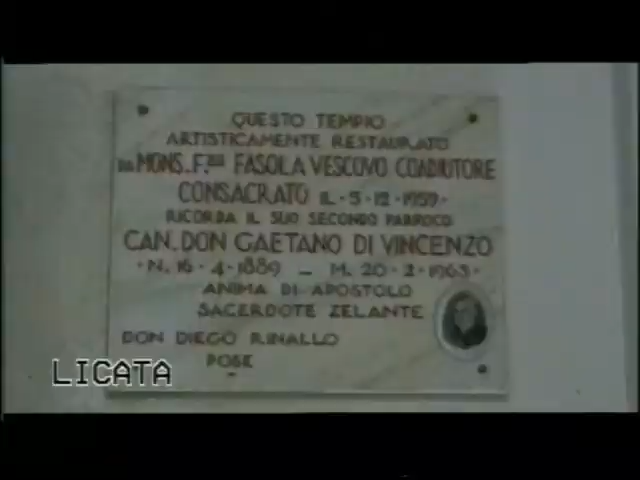 QUESTO TEMPIO
ARTISTICAMENTE RESTAURATO
DA MONS. F.CO FASOLA VESCOVO COADIUTORE
CONSACRATO IL - 5 - 12 - 1959 -
RICORDA IL SUO SECONDO PARROCO
CAN. DON GAETANO DI VINCENZO
- N. 16 - 4 - 1889 - M. 20 - 2 - 1963 -
ANIMA DI APOSTOLO
SACERDOTE ZELANTE
DON DIEGO RINALLO
POSE
LICATA